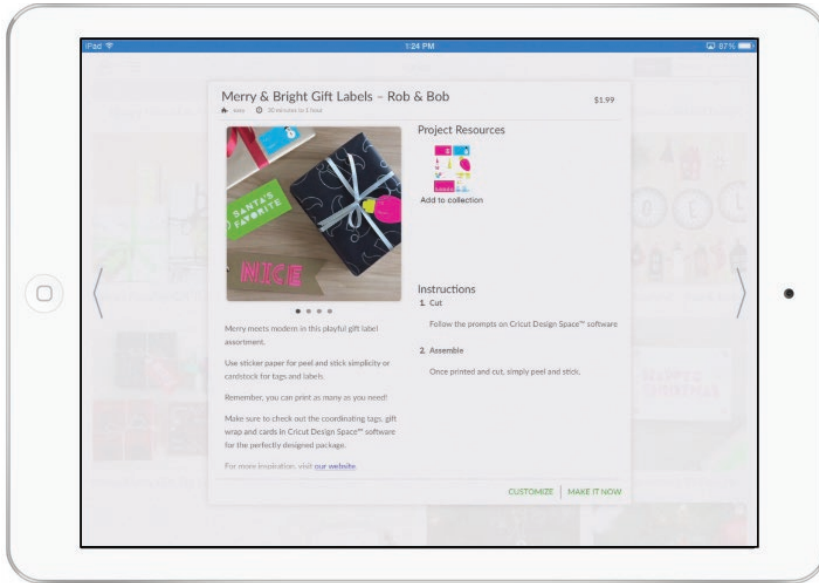 iPad 1:24 PM 87%
Merry & Bright Gift Labels – Rob & Bob
$1.99
easy 30 minutes to 1 hour
SANTA'S
FAVORITE
NICE
Project Resources
Add to collection
Merry meets modern in this playful gift label
assortment.
Use sticker paper for peel and stick simplicity or
cardstock for tags and labels.
Remember, you can print as many as you need!
Make sure to check out the coordinating tags, gift
wrap and cards in Cricut Design Space™ software
for the perfectly designed package.
For more inspiration, visit our website
Instructions
1. Cut
Follow the prompts on Cricut Design Space™ software
2. Assemble
Once printed and cut, simply peel and stick.
CUSTOMIZE | MAKE IT NOW